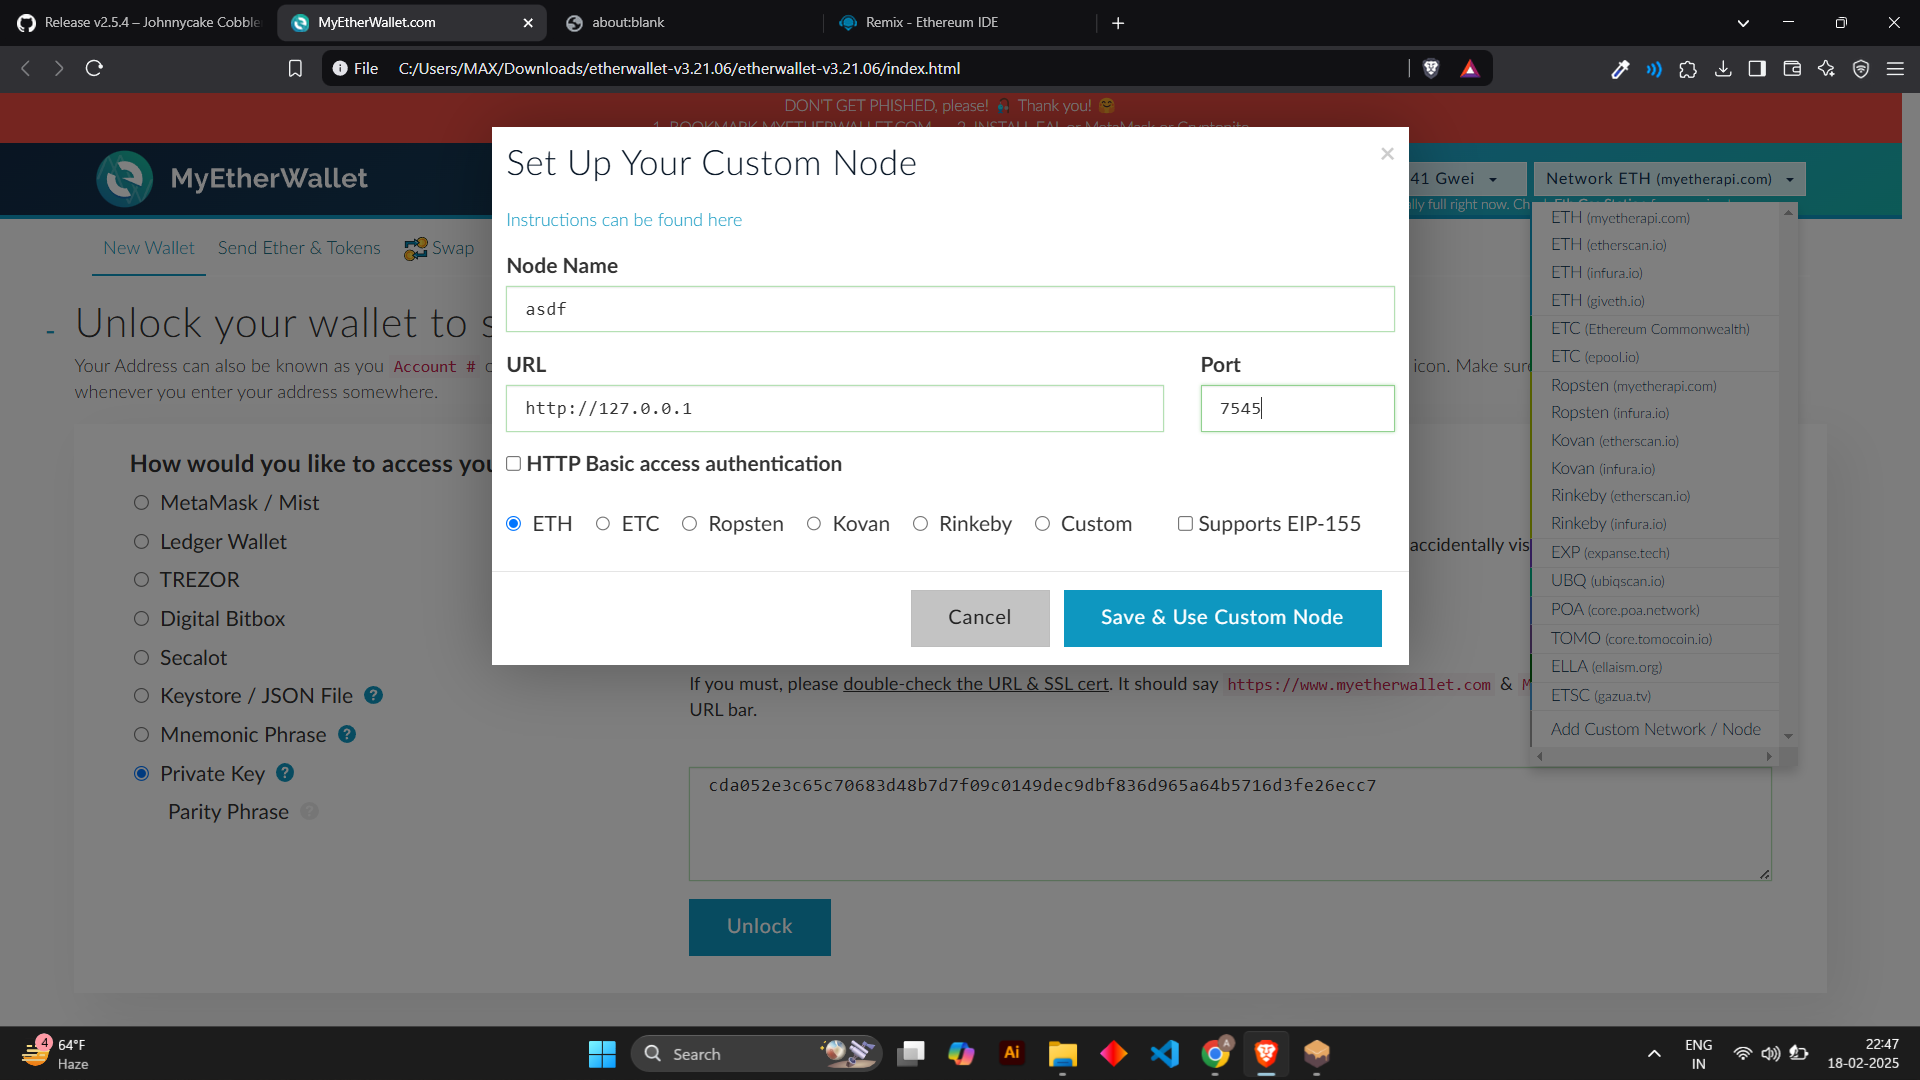 Release v2.5.4 – Johnnycake Cobble
MyEtherWallet.com
about:blank
Remix - Ethereum IDE
File
C:/Users/MAX/Downloads/etherwallet-v3.21.06/etherwallet-v3.21.06/index.html
DON'T GET PHISHED, please! Thank you!
1. BOOKMARK MYETHERWALLET.COM 2. INSTALL EAL or MetaMask or Cryptonite
MyEtherWallet
41 Gwei
Network ETH (myetherapi.com)
New Wallet
Send Ether & Tokens
Swap
Set Up Your Custom Node
×
Instructions can be found here
Node Name
asdf
URL
Port
http://127.0.0.1
7545
HTTP Basic access authentication
ETH
ETC
Ropsten
Kovan
Rinkeby
Custom
Supports EIP-155
Cancel
Save & Use Custom Node
ETH (myetherapi.com)
ETH (etherscan.io)
ETH (infura.io)
ETH (giveth.io)
ETC (Ethereum Commonwealth)
ETC (epool.io)
Ropsten (myetherapi.com)
Ropsten (infura.io)
Kovan (etherscan.io)
Kovan (infura.io)
Rinkeby (etherscan.io)
Rinkeby (infura.io)
EXP (expanse.tech)
UBQ (ubiqscan.io)
POA (core.poa.network)
TOMO (core.tomocoin.io)
ELLA (ellaism.org)
ETSC (gazua.tv)
Add Custom Network / Node
- Unlock your wallet to s
Your Address can also be known as you Account # icon. Make sure
whenever you enter your address somewhere.
How would you like to access you
MetaMask / Mist
Ledger Wallet
TREZOR
Digital Bitbox
Secalot
Keystore / JSON File ?
Mnemonic Phrase ?
Private Key ?
Parity Phrase ?
accidentally vis
If you must, please double-check the URL & SSL cert. It should say https://www.myetherwallet.com &
URL bar.
cda052e3c65c70683d48b7d7f09c0149dec9dbf836d965a64b5716d3fe26ecc7
Unlock
4
64°F
Haze
Search
Ai
A
ENG
IN
22:47
18-02-2025